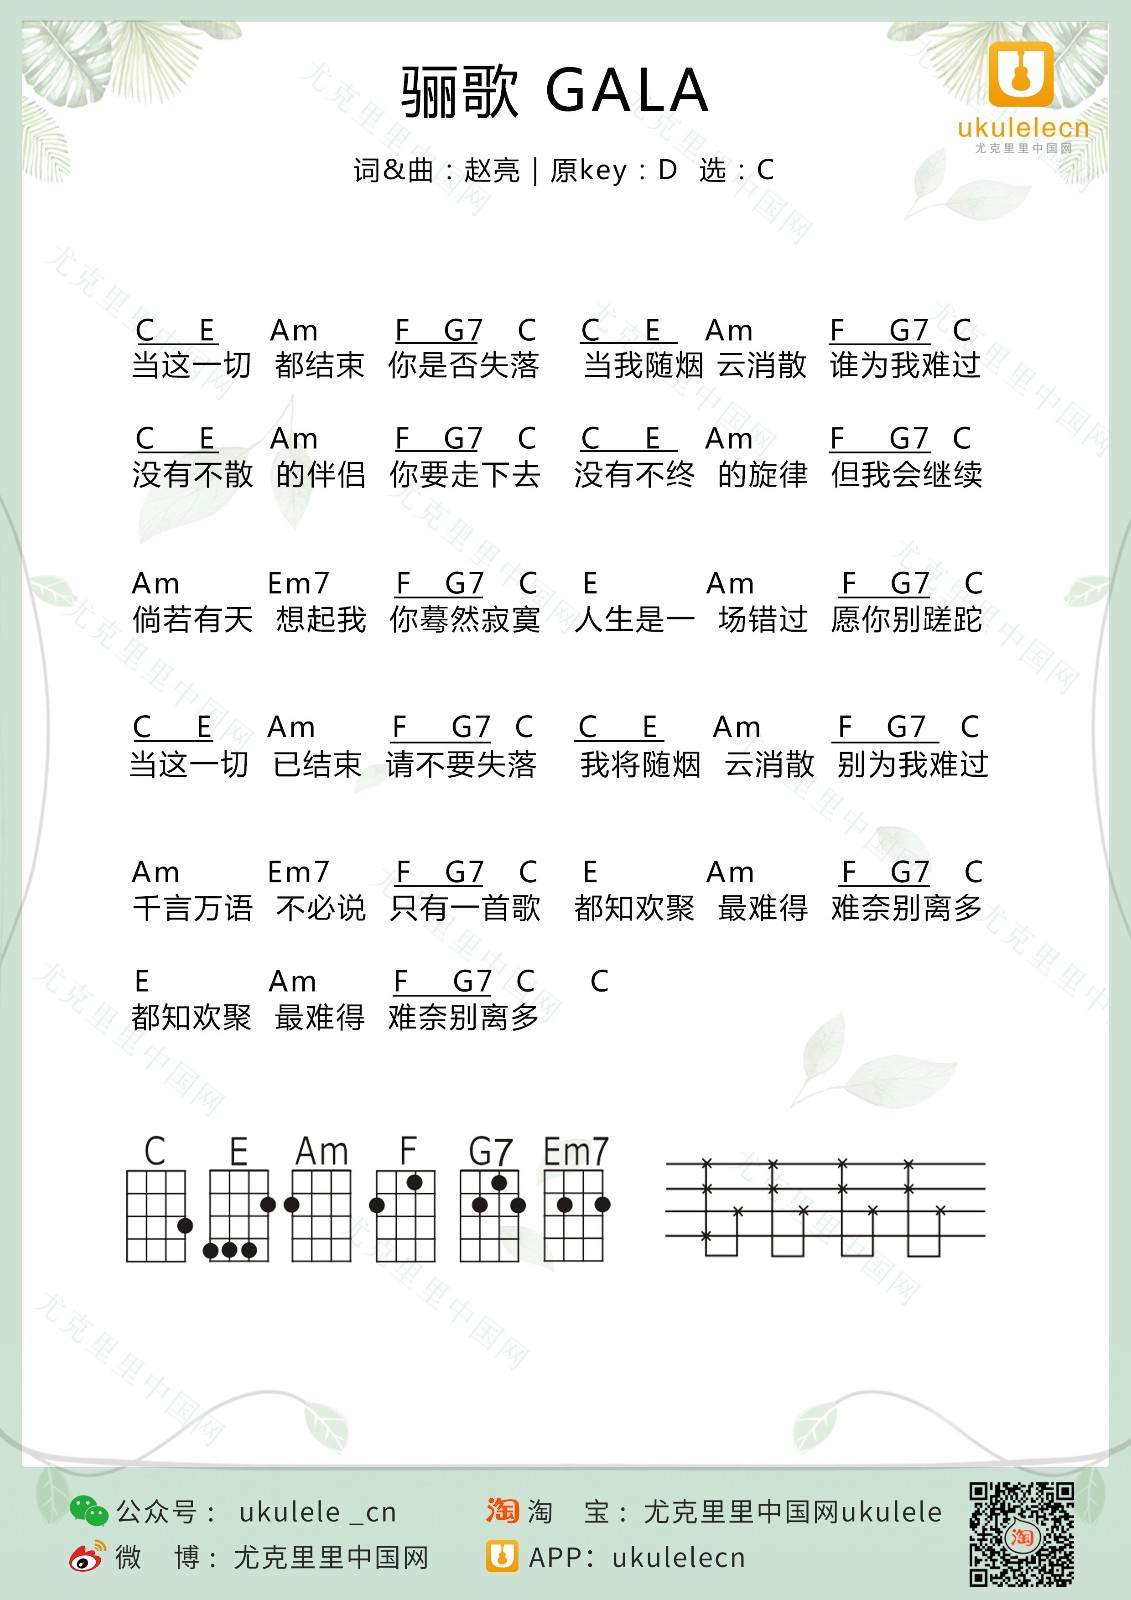 骊歌 GALA
ukulelecn
尤克里里中国网
词&曲：赵亮 | 原key：D 选：C
C E Am F G7 C C E Am F G7 C
当这一切 都结束 你是否失落 当我随烟 云消散 谁为我难过
C E Am F G7 C C E Am F G7 C
没有不散 的伴侣 你要走下去 没有不终 的旋律 但我会继续
Am Em7 F G7 C E Am F G7 C
倘若有天 想起我 你蓦然寂寞 人生是一 场错过 愿你别蹉跎
C E Am F G7 C C E Am F G7 C
当这一切 已结束 请不要失落 我将随烟 云消散 别为我难过
Am Em7 F G7 C E Am F G7 C
千言万语 不必说 只有一首歌 都知欢聚 最难得 难奈别离多
E Am F G7 C C
都知欢聚 最难得 难奈别离多
C E Am F G7 Em7
公众号： ukulele _cn 淘 淘 宝：尤克里里中国网ukulele
微 博：尤克里里中国网 APP：ukulelecn
淘